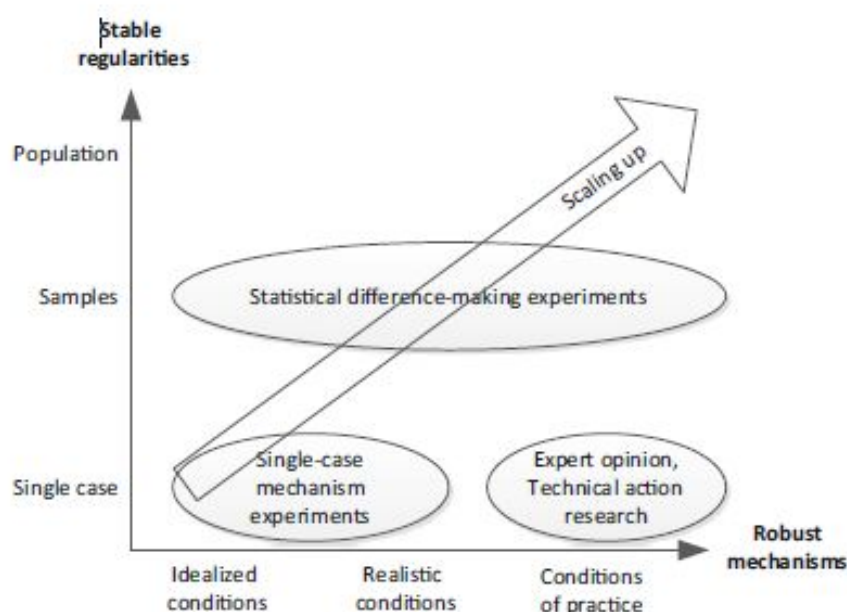 Stable
regularities
Population
Scaling up
Samples
Statistical difference-making experiments
Single case
Single-case
mechanism
experiments
Expert opinion,
Technical action
research
Robust
mechanisms
Idealized
conditions
Realistic
conditions
Conditions
of practice